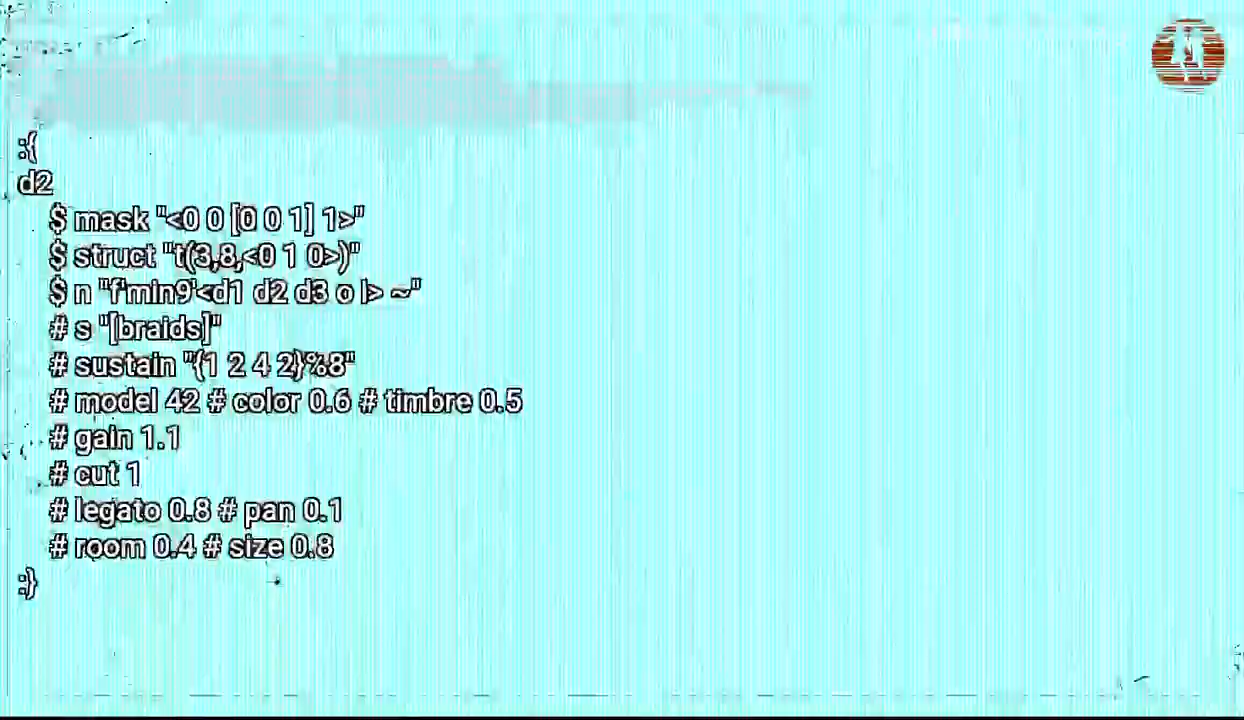 :{
d2
$ mask "<0 0 [0 0 1] 1>"
$ struct "t(3,8,<0 1 0>)"
$ n "f'min9'<d1 d2 d3 o |> ~"
# s "[braids]"
# sustain "{1 2 4 2}%8"
# model 42 # color 0.6 # timbre 0.5
# gain 1.1
# cut 1
# legato 0.8 # pan 0.1
# room 0.4 # size 0.8
:}